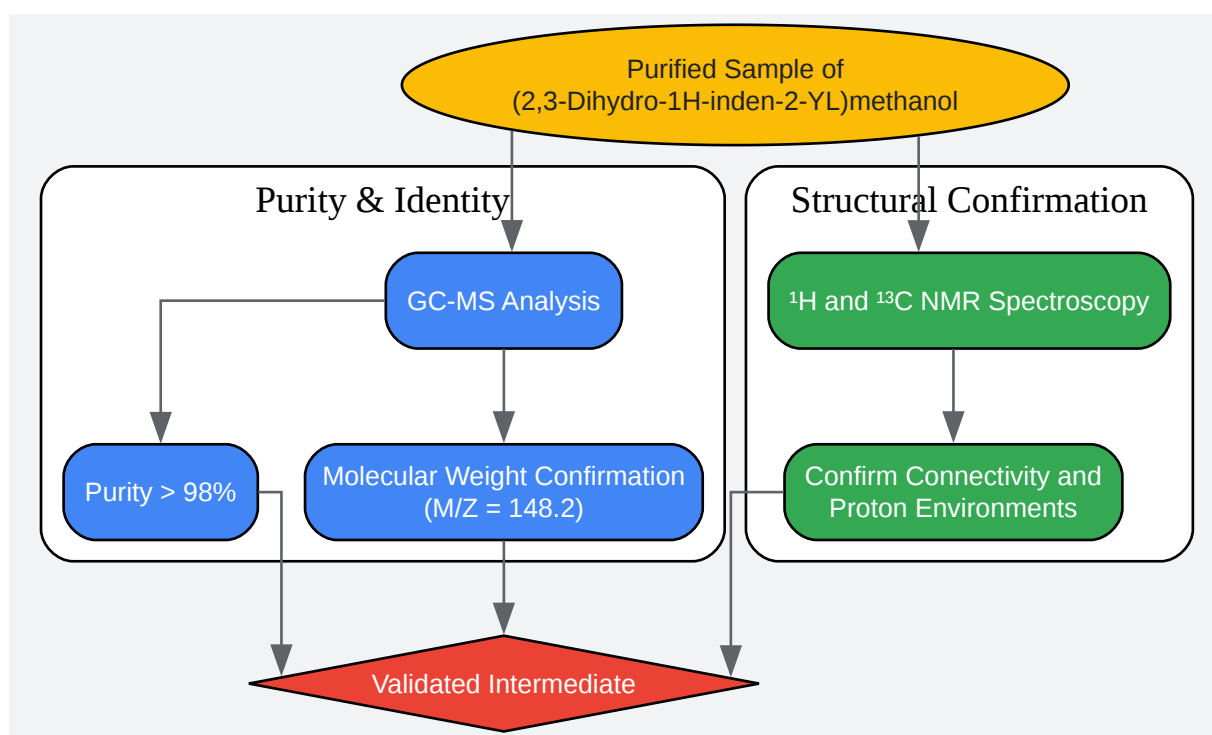 Purified Sample of
(2,3-Dihydro-1H-inden-2-YL)methanol
Purity & Identity
Structural Confirmation
GC-MS Analysis
¹H and ¹³C NMR Spectroscopy
Purity > 98%
Molecular Weight Confirmation
(M/Z = 148.2)
Confirm Connectivity and
Proton Environments
Validated Intermediate